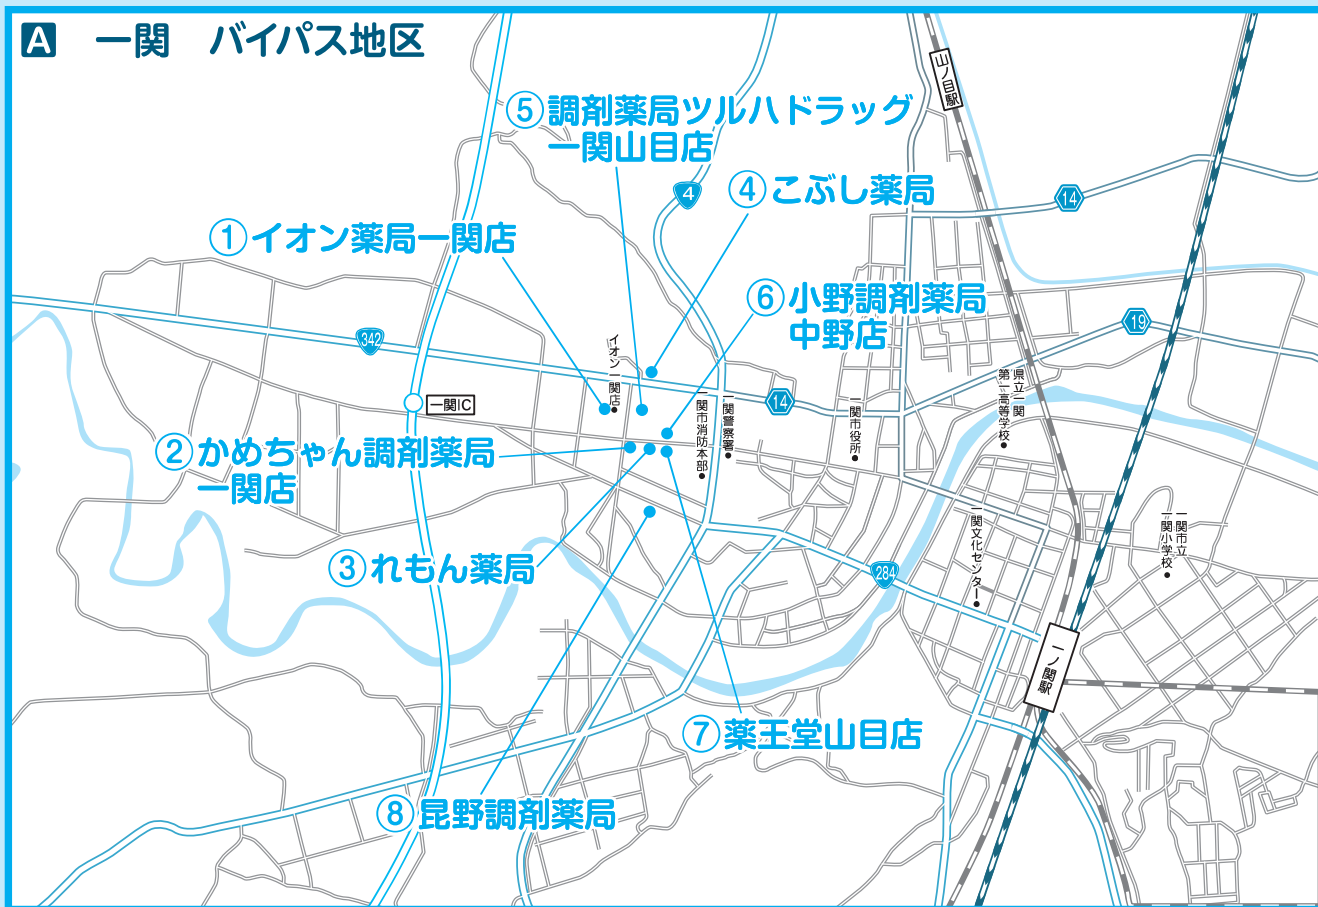 A 一関 バイパス地区
山ノ目駅
⑤調剤薬局ツルハドラッグ
一関山目店
4
④こぶし薬局
14
①イオン薬局一関店
⑥小野調剤薬局
中野店
19
342
イオン一関店
一関IC
14
一関市消防本部
一関警察署
一関市役所
県立一関
第一高等学校
②かめちゃん調剤薬局
一関店
③れもん薬局
一関文化センター
一関市立
一関小学校
284
一ノ関駅
⑦薬王堂山目店
⑧昆野調剤薬局